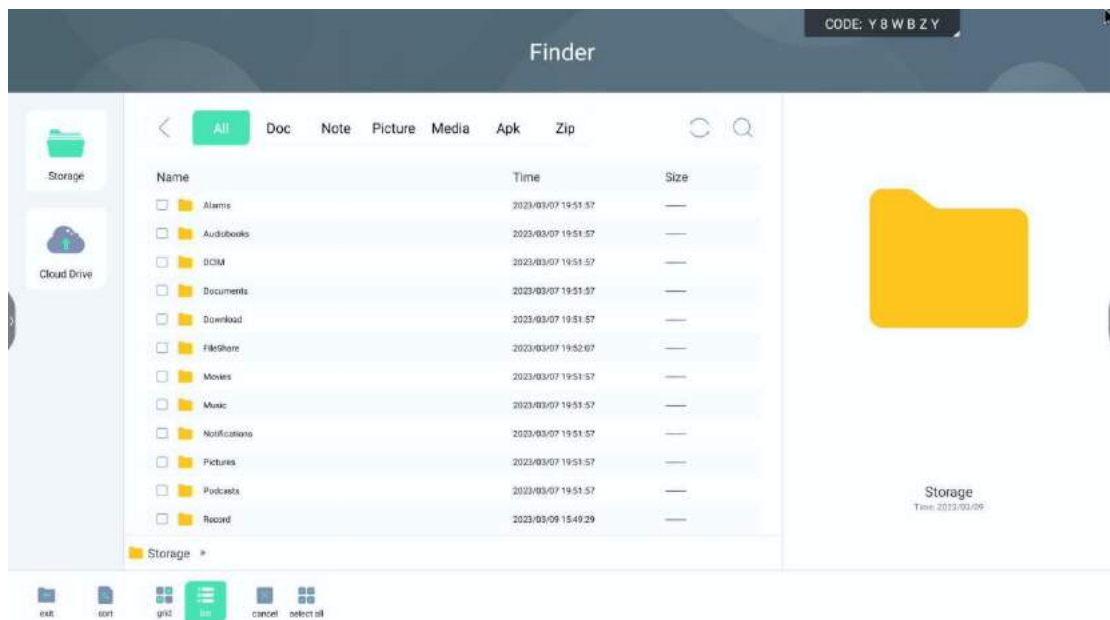 CODE: Y 8 W B Z Y
Finder
Storage
Cloud Drive
All Doc Note Picture Media Apk Zip
Name Time Size
Alarms 2023/03/07 19:51:57 ——
Audiobooks 2023/03/07 19:51:57 ——
DCIM 2023/03/07 19:51:57 ——
Documents 2023/03/07 19:51:57 ——
Download 2023/03/07 19:51:57 ——
FileShare 2023/03/07 19:52:07 ——
Movies 2023/03/07 19:51:57 ——
Music 2023/03/07 19:51:57 ——
Notifications 2023/03/07 19:51:57 ——
Pictures 2023/03/07 19:51:57 ——
Podcasts 2023/03/07 19:51:57 ——
Record 2023/03/09 15:49:29 ——
Storage
Storage
Time: 2023/03/09
exit sort grid list cancel select all